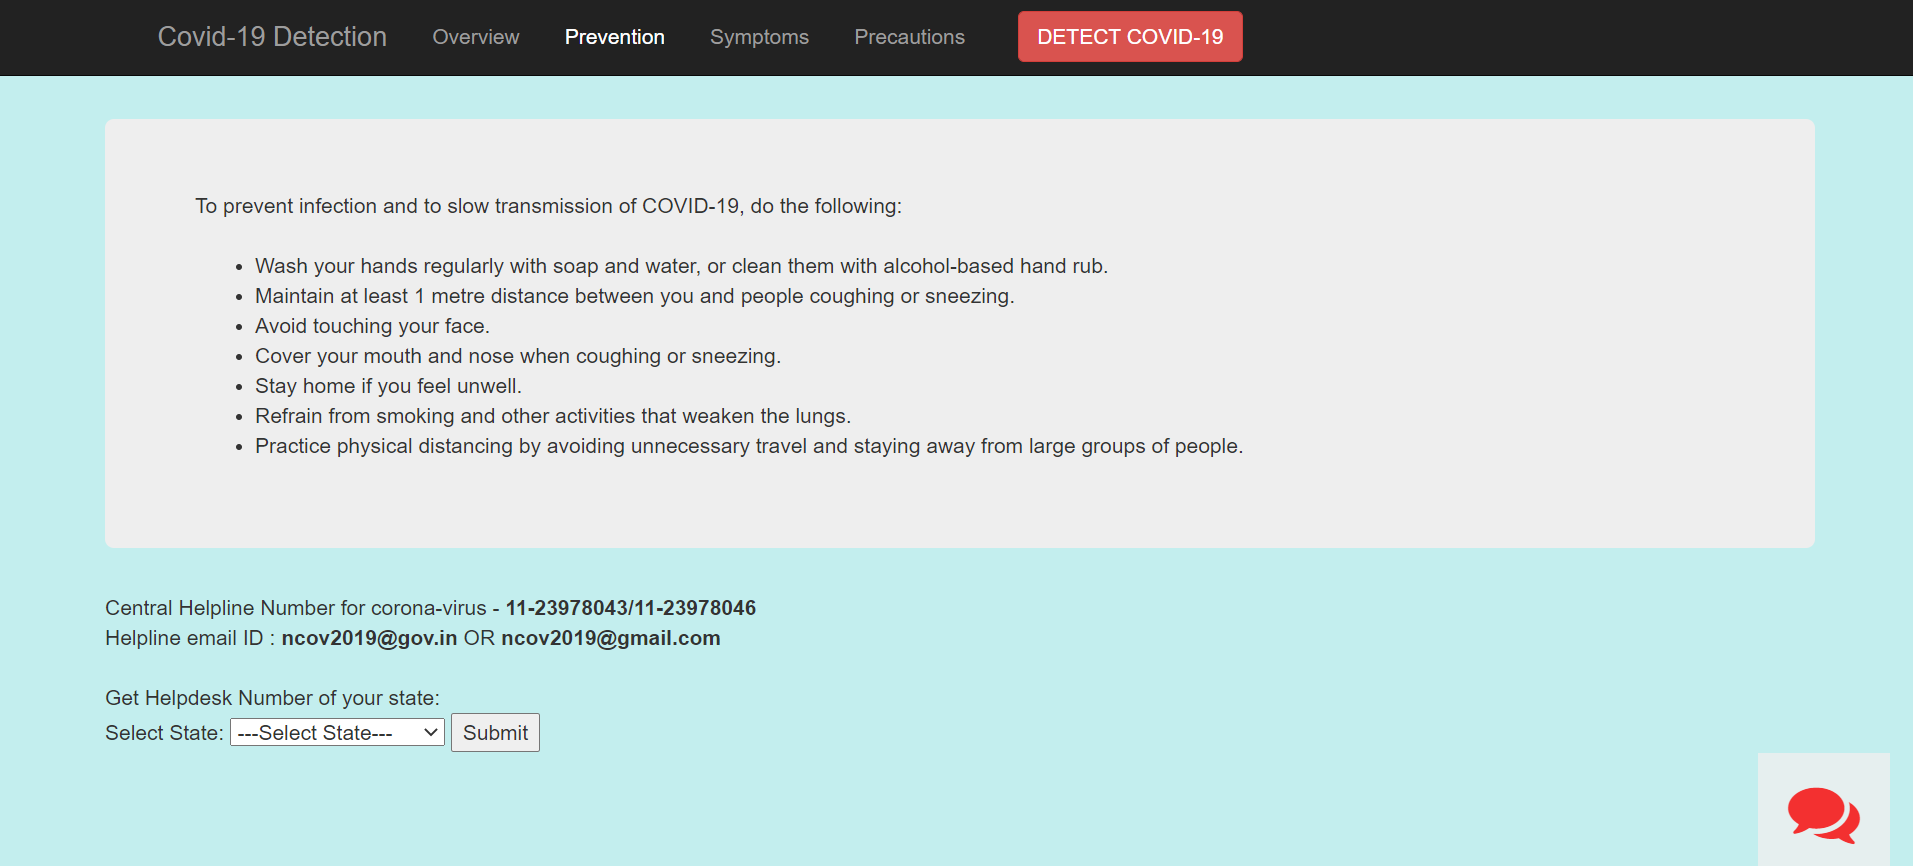 Covid-19 Detection Overview Prevention Symptoms Precautions DETECT COVID-19
To prevent infection and to slow transmission of COVID-19, do the following:
• Wash your hands regularly with soap and water, or clean them with alcohol-based hand rub.
• Maintain at least 1 metre distance between you and people coughing or sneezing.
• Avoid touching your face.
• Cover your mouth and nose when coughing or sneezing.
• Stay home if you feel unwell.
• Refrain from smoking and other activities that weaken the lungs.
• Practice physical distancing by avoiding unnecessary travel and staying away from large groups of people.
Central Helpline Number for corona-virus - 11-23978043/11-23978046
Helpline email ID : ncov2019@gov.in OR ncov2019@gmail.com
Get Helpdesk Number of your state:
Select State: ---Select State--- Submit